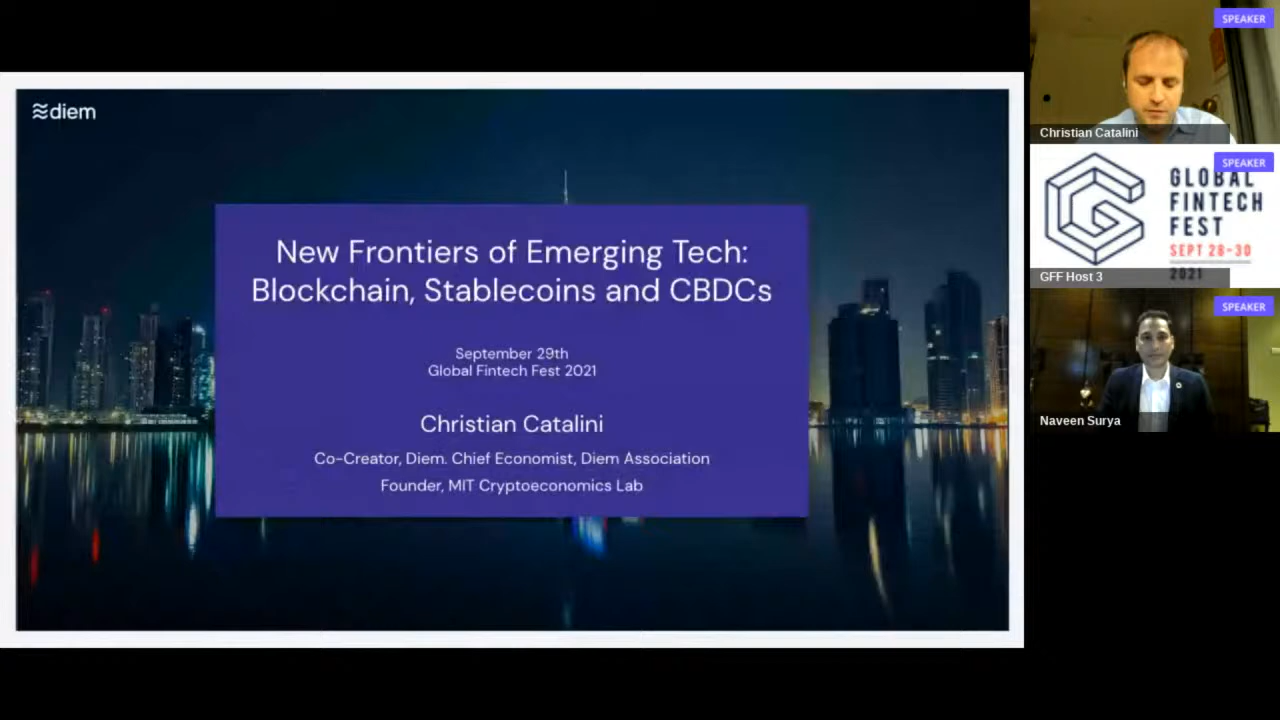 diem
New Frontiers of Emerging Tech:
Blockchain, Stablecoins and CBDCs
September 29th
Global Fintech Fest 2021
Christian Catalini
Co-Creator, Diem. Chief Economist, Diem Association
Founder, MIT Cryptoeconomics Lab
SPEAKER
Christian Catalini
SPEAKER
GLOBAL
FINTECH
FEST
SEPT 28-30
2021
GFF Host 3
SPEAKER
Naveen Surya